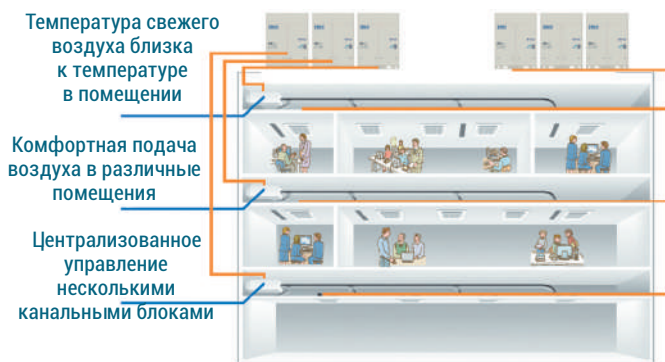 Температура свежего
воздуха близка
к температуре
в помещении
Комфортная подача
воздуха в различные
помещения
Централизованное
управление
несколькими
канальными блоками